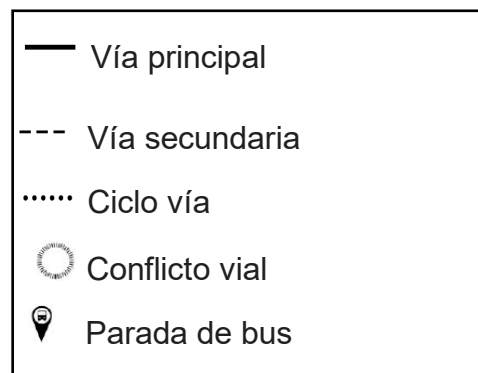 Vía principal
Vía secundaria
Ciclo vía
Conflicto vial
Parada de bus